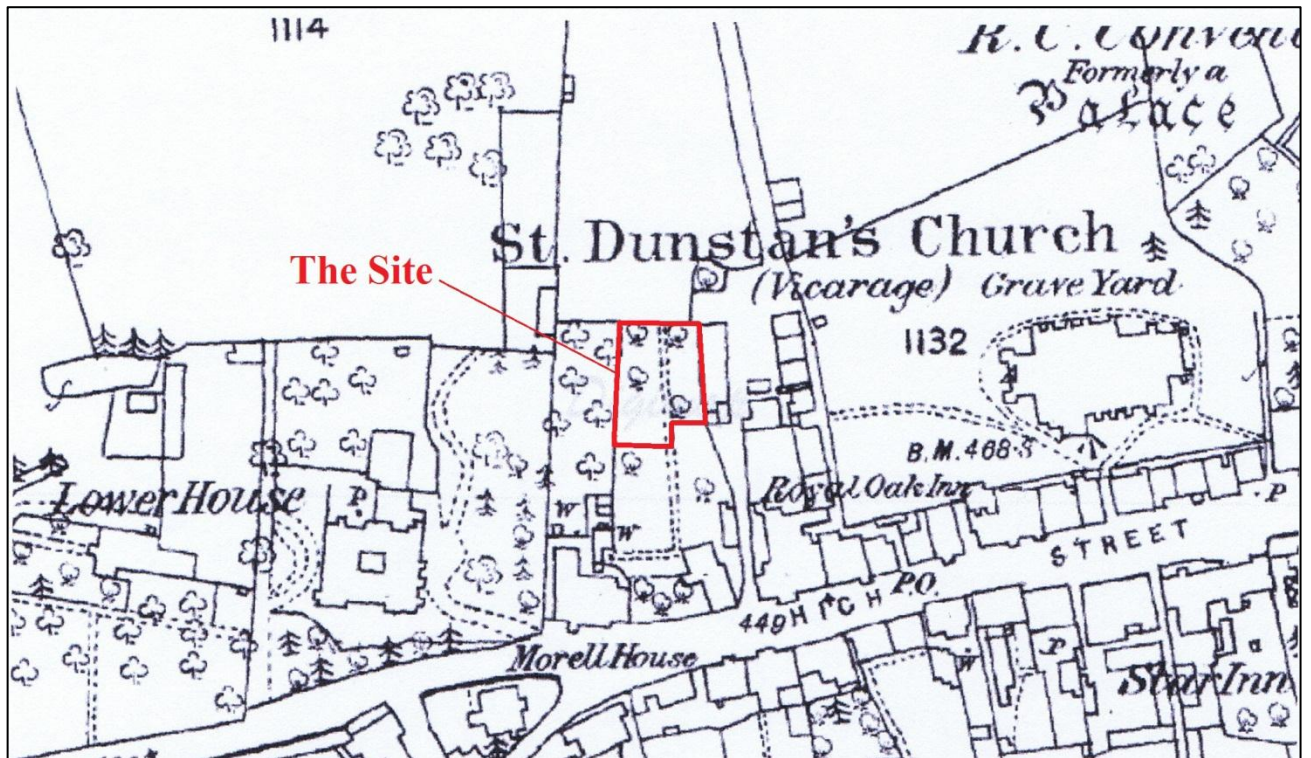 1114
R. C. Convent
Formerly a
Palace
St. Dunstan's Church
(Vicarage) Grave Yard
The Site
1132
B.M. 468·3
Lower House
P
W
W
Royal Oak Inn
P
STREET
P.O.
HIGH
449
Morell House
W
P
Star Inn